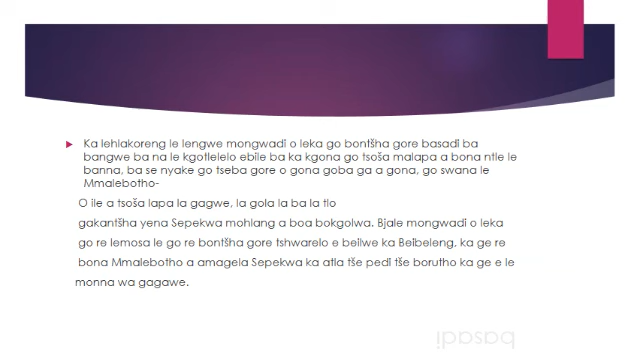 Ka lehlakoreng le lengwe mongwadi o leka go bontšha gore basadi ba
bangwe ba na le kgotlelelo ebile ba ka kgona go tsoša malapa a bona ntle le
banna, ba se nyake go tseba gore o gona goba ga a gona, go swana le
Mmalebotho-
O ile a tsoša lapa la gagwe, la gola la ba la tlo
gakantšha yena Sepekwa mohlang a boa bokgolwa. Bjale mongwadi o leka
go re lemosa le go re bontšha gore tshwarelo e beilwe ka Beibeleng, ka ge re
bona Mmalebotho a amagela Sepekwa ka atla tše pedi tše borutho ka ge e le
monna wa gagawe.
basadi